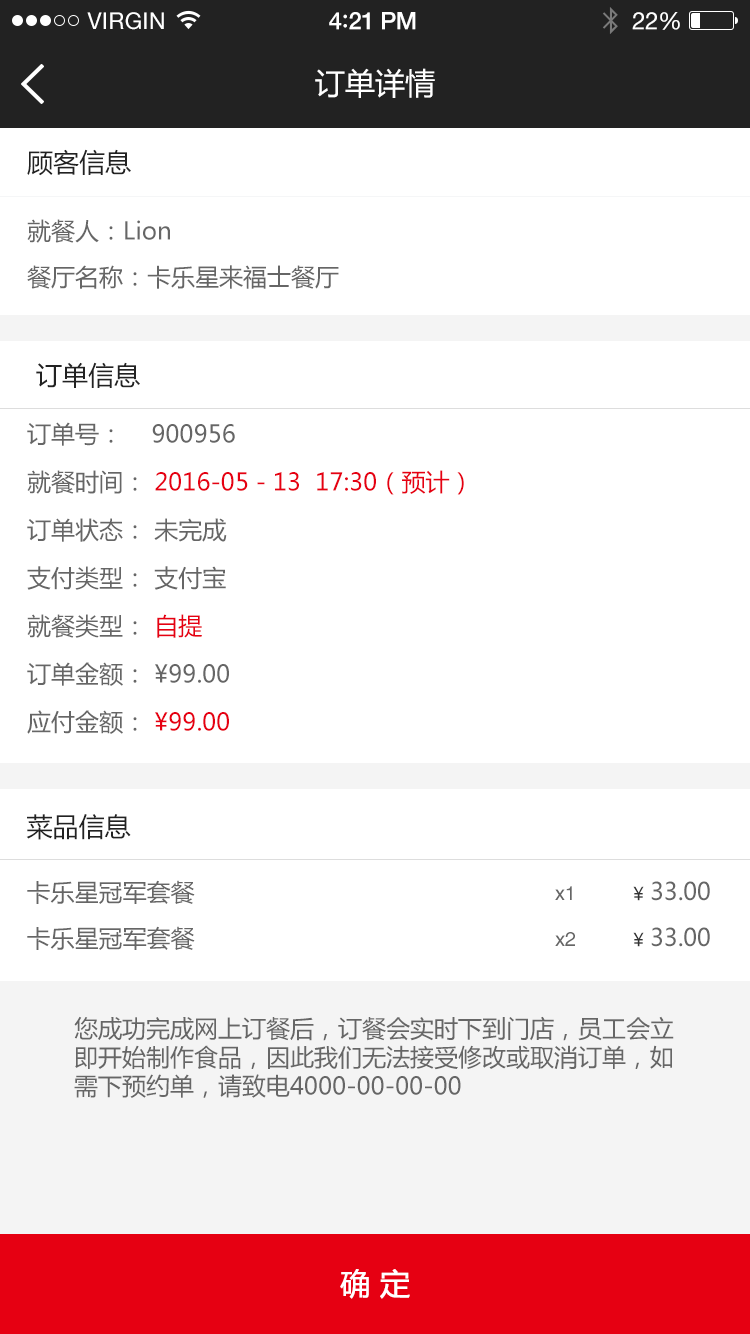 VIRGIN 4:21 PM 22%
订单详情
顾客信息
就餐人：Lion
餐厅名称：卡乐星来福士餐厅
订单信息
订单号： 900956
就餐时间： 2016-05 - 13 17:30 ( 预计 )
订单状态： 未完成
支付类型： 支付宝
就餐类型： 自提
订单金额： ¥99.00
应付金额： ¥99.00
菜品信息
卡乐星冠军套餐 x1 ¥ 33.00
卡乐星冠军套餐 x2 ¥ 33.00
您成功完成网上订餐后，订餐会实时下到门店，员工会立
即开始制作食品，因此我们无法接受修改或取消订单，如
需下预约单，请致电4000-00-00-00
确 定